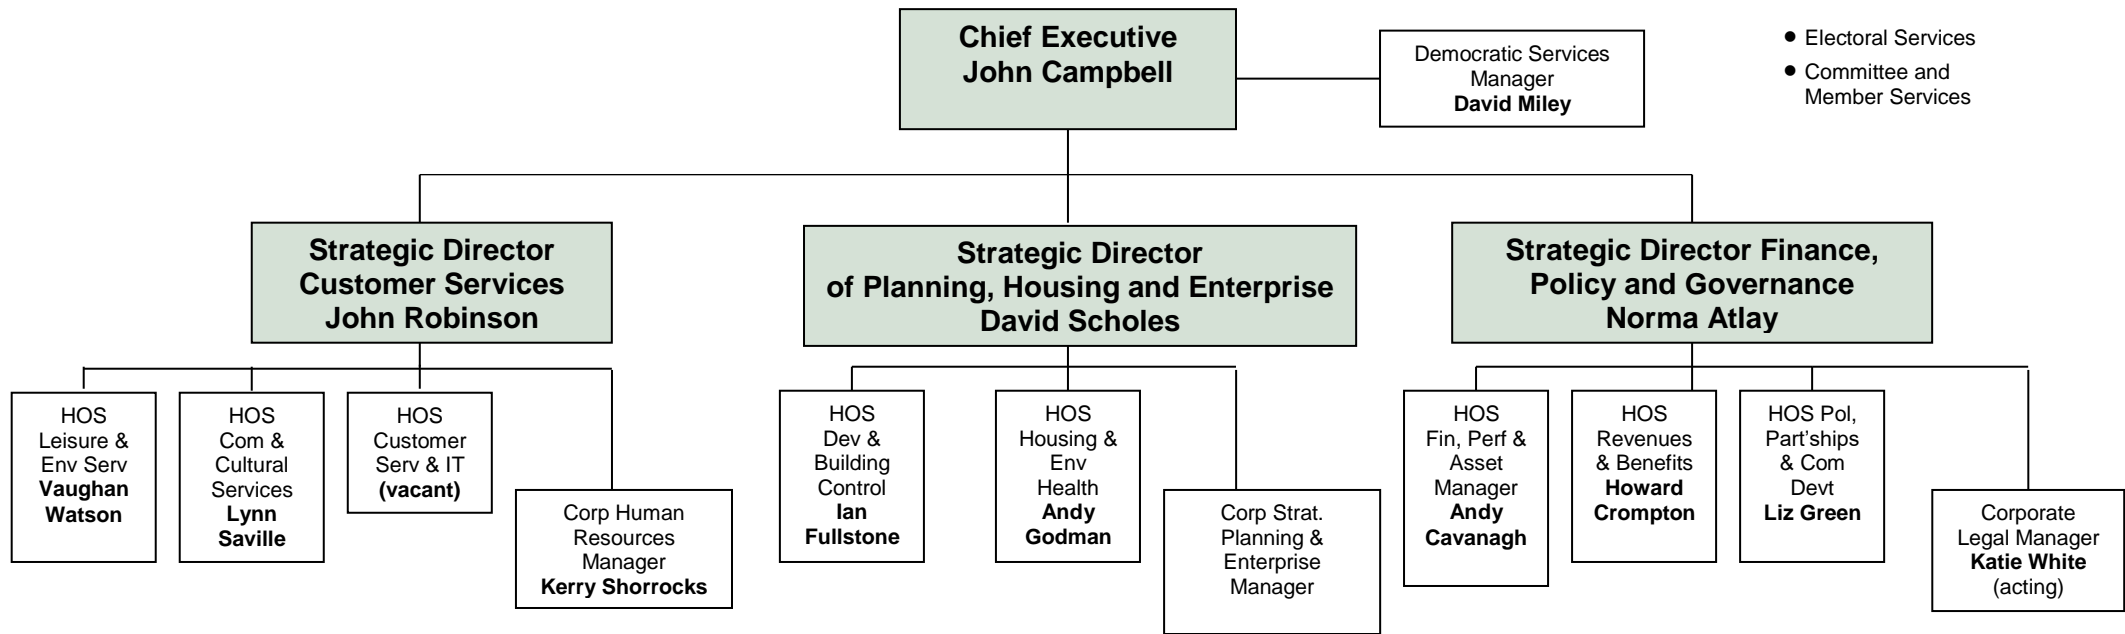 Chief Executive
John Campbell
Democratic Services
Manager
David Miley
• Electoral Services
• Committee and
Member Services
Strategic Director
Customer Services
John Robinson
Strategic Director
of Planning, Housing and Enterprise
David Scholes
Strategic Director Finance,
Policy and Governance
Norma Atlay
HOS
Leisure &
Env Serv
Vaughan
Watson
HOS
Com &
Cultural
Services
Lynn
Saville
HOS
Customer
Serv & IT
(vacant)
Corp Human
Resources
Manager
Kerry Shorrocks
HOS
Dev &
Building
Control
Ian
Fullstone
HOS
Housing &
Env
Health
Andy
Godman
Corp Strat.
Planning &
Enterprise
Manager
HOS
Fin, Perf &
Asset
Manager
Andy
Cavanagh
HOS
Revenues
& Benefits
Howard
Crompton
HOS Pol,
Part'ships
& Com
Devt
Liz Green
Corporate
Legal Manager
Katie White
(acting)